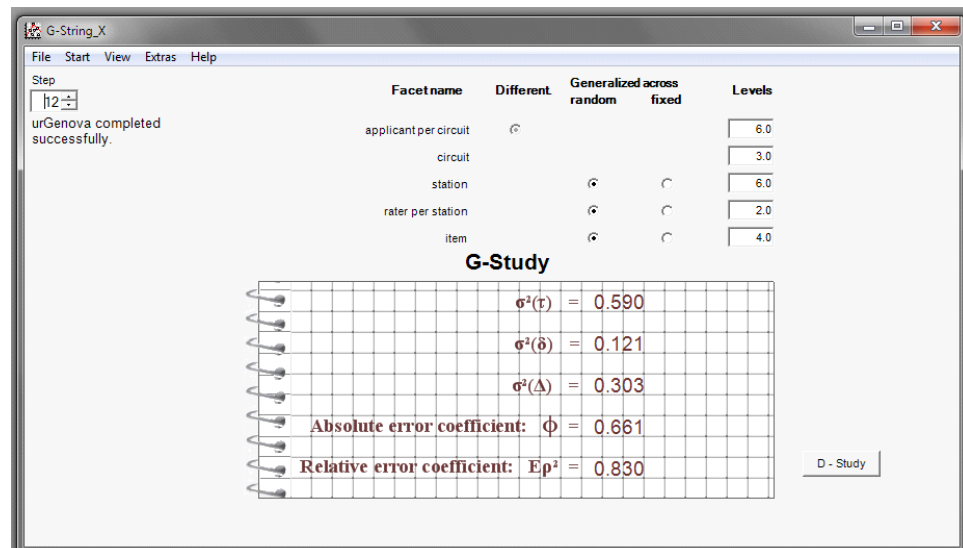 G-String_X
File Start View Extras Help
Step
12
urGenova completed
successfully.
Facet name Different. Generalized across
random fixed Levels
applicant per circuit 6.0
circuit 3.0
station 6.0
rater per station 2.0
item 4.0
G-Study
σ²(τ) = 0.590
σ²(δ) = 0.121
σ²(Δ) = 0.303
Absolute error coefficient: ϕ = 0.661
Relative error coefficient: Eρ² = 0.830
D - Study